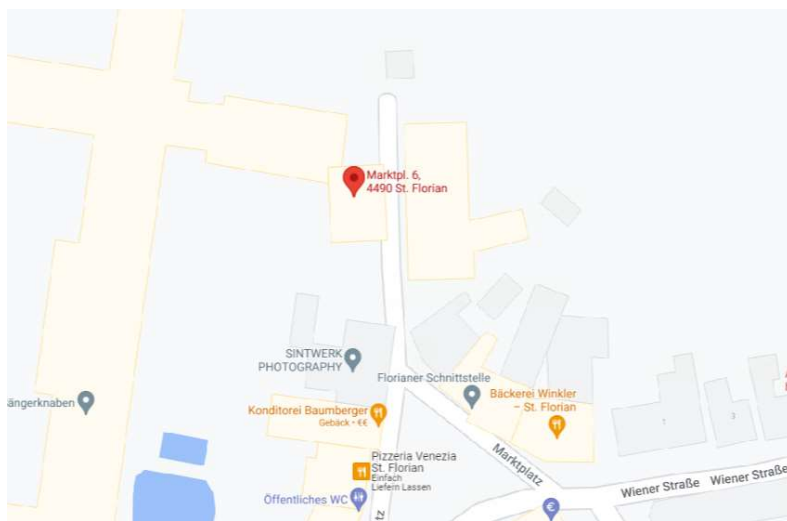 Marktpl. 6,
4490 St. Florian
SINTWERK
PHOTOGRAPHY
Florianer Schnittstelle
ängerknaben
Konditorei Baumberger
Gebäck • €€
Bäckerei Winkler
– St. Florian
1
3
Pizzeria Venezia
St. Florian
Einfach
Liefern Lassen
Marktplatz
Öffentliches WC
Wiener Straße
Wiener Straße
tz
€